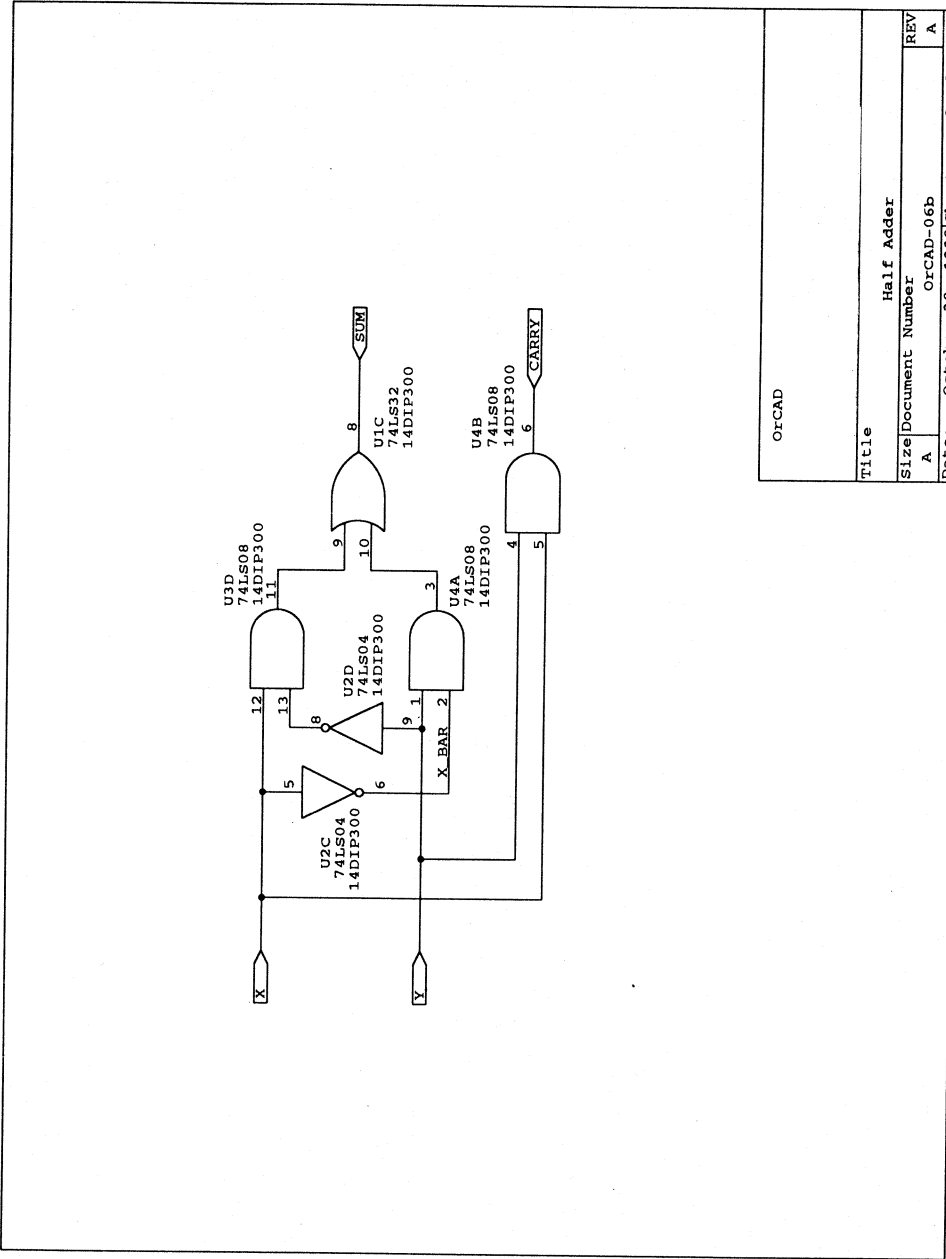 X
Y
U2C
74LS04
14DIP300
5
6
U2D
74LS04
14DIP300
8
9
X_BAR
12
13
U3D
74LS08
14DIP300
11
1
2
U4A
74LS08
14DIP300
3
9
10
U1C
74LS32
14DIP300
8
SUM
4
5
U4B
74LS08
14DIP300
6
CARRY
OrCAD
Title
Half Adder
Size Document Number REV
A OrCAD-06b A